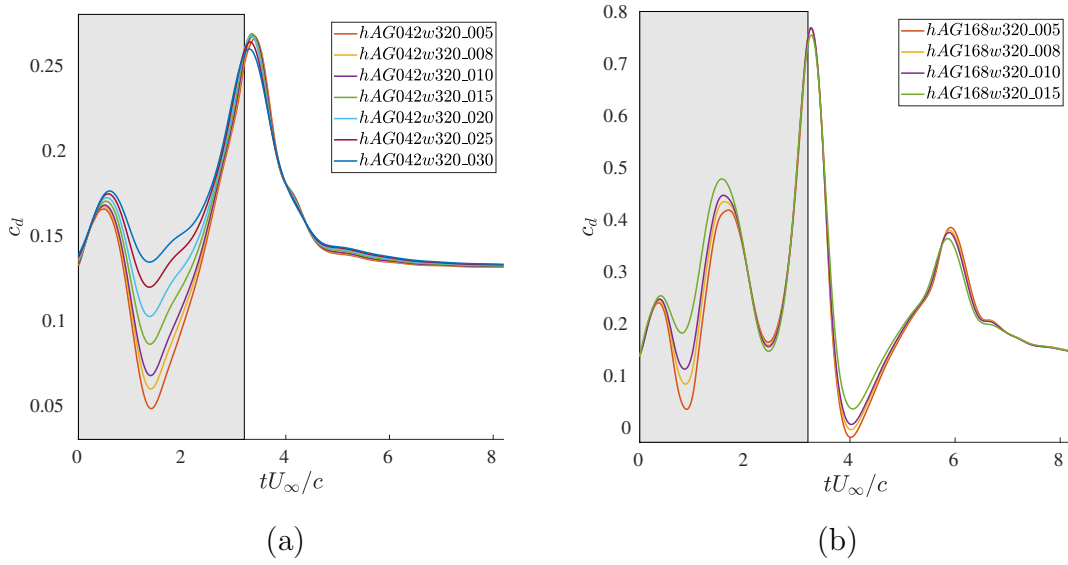 0.25
0.2
0.15
0.1
0.05
c_d
hAG042w320_005
hAG042w320_008
hAG042w320_010
hAG042w320_015
hAG042w320_020
hAG042w320_025
hAG042w320_030
0 2 4 6 8
tU∞/c
(a)
0.8
0.7
0.6
0.5
0.4
0.3
0.2
0.1
0
c_d
hAG168w320_005
hAG168w320_008
hAG168w320_010
hAG168w320_015
0 2 4 6 8
tU∞/c
(b)